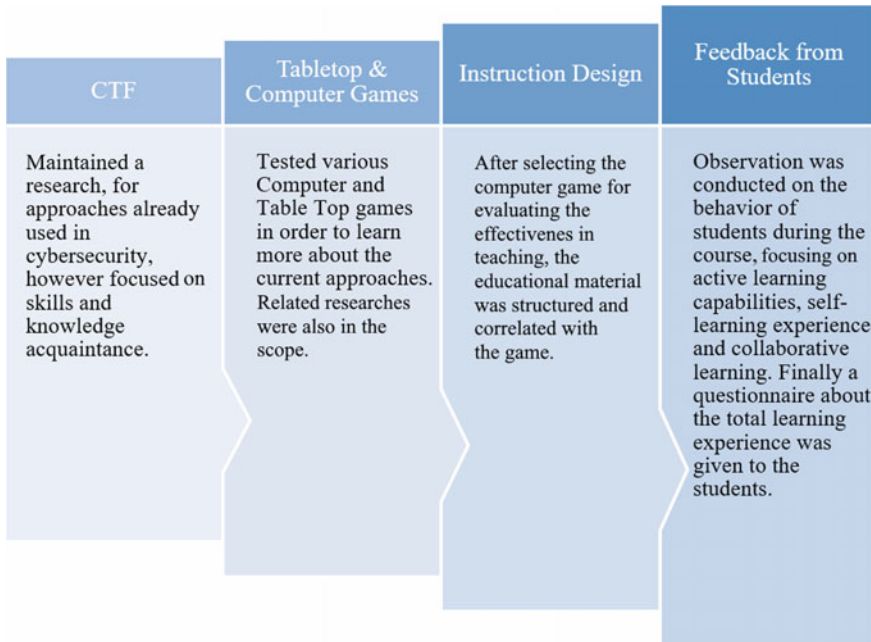 CTF
Maintained a
research, for
approaches already
used in
cybersecurity,
however focused on
skills and
knowledge
acquaintance.
Tabletop &
Computer Games
Tested various
Computer and
Table Top games
in order to learn
more about the
current approaches.
Related researches
were also in the
scope.
Instruction Design
After selecting the
computer game for
evaluating the
effectivenes in
teaching, the
educational material
was structured and
correlated with
the game.
Feedback from
Students
Observation was
conducted on the
behavior of
students during the
course, focusing on
active learning
capabilities, self-
learning experience
and collaborative
learning. Finally a
questionnaire about
the total learning
experience was
given to the
students.